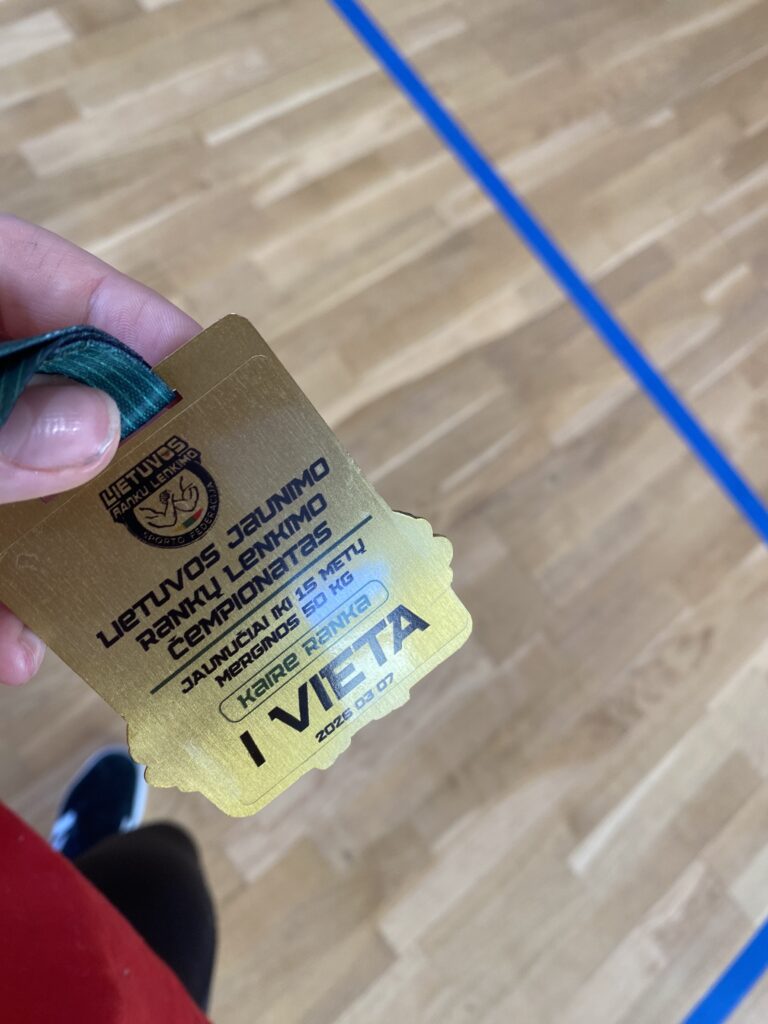 LIETUVOS
RANKŲ LENKIMO
SPORTO FEDERACIJA
LIETUVOS JAUNIMO
RANKŲ LENKIMO
ČEMPIONATAS
JAUNUČIAI IKI 15 METŲ
MERGINOS 50 KG
KAIRĖ RANKA
I VIETA
2026 03 07